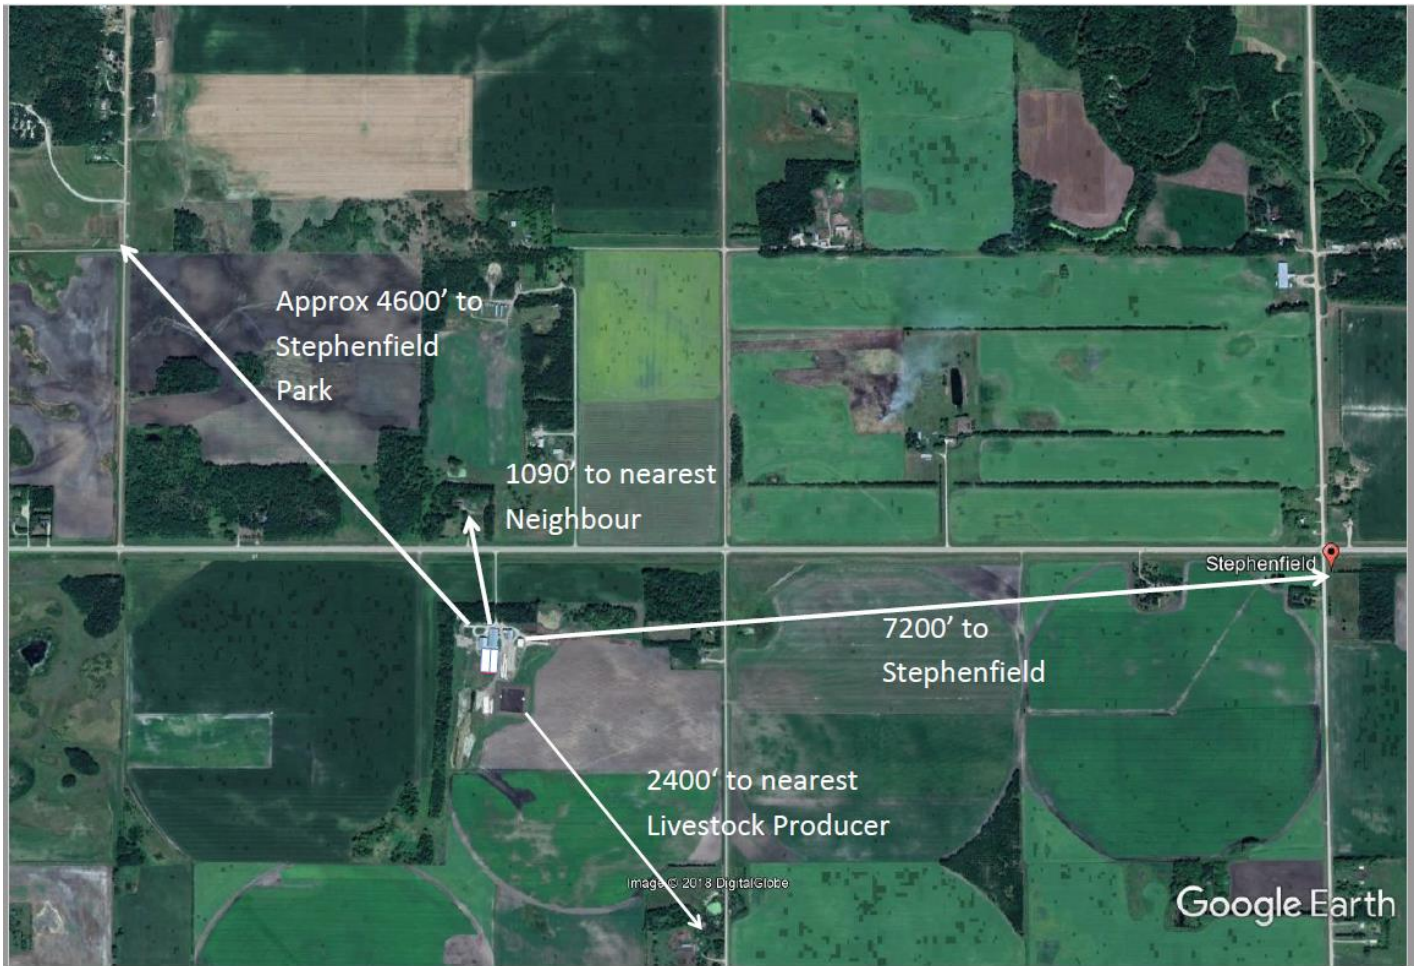 Approx 4600’ to
Stephenfield
Park
1090’ to nearest
Neighbour
Stephenfield
7200’ to
Stephenfield
2400‘ to nearest
Livestock Producer
Image © 2018 DigitalGlobe
Google Earth